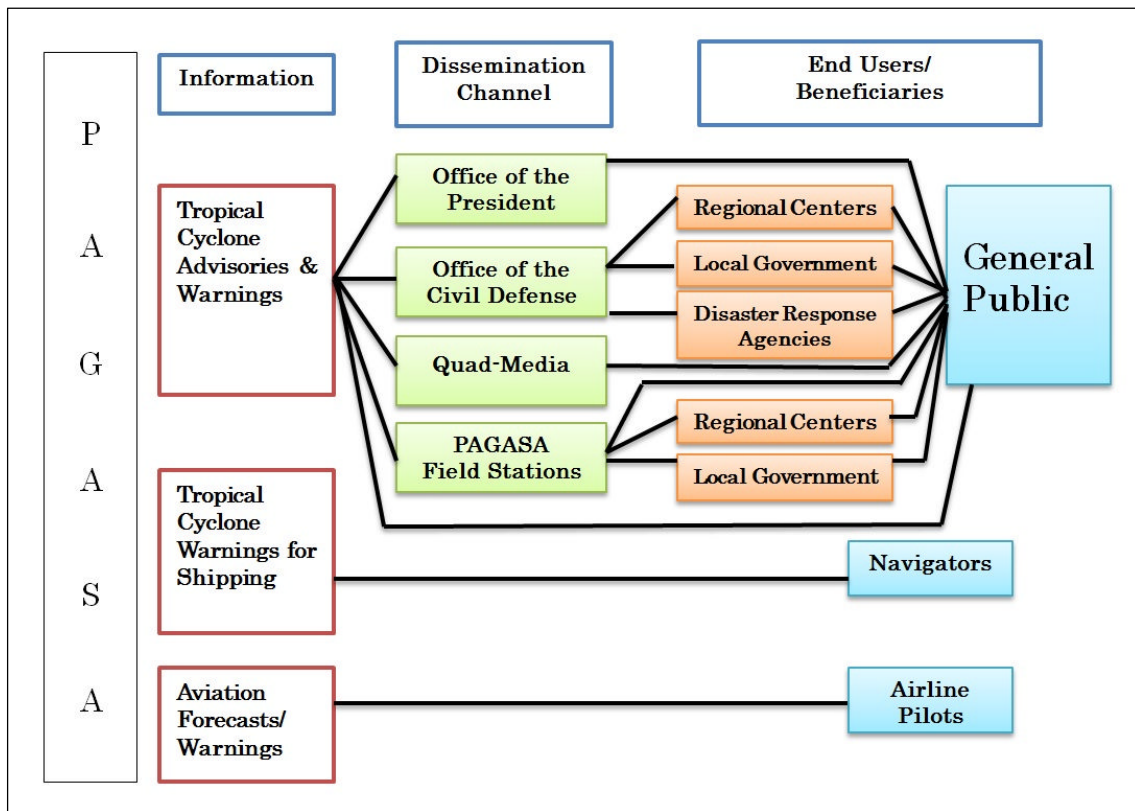 P
A
G
A
S
A
Information
Dissemination
Channel
End Users/
Beneficiaries
Tropical
Cyclone
Advisories &
Warnings
Office of the
President
Office of the
Civil Defense
Quad-Media
PAGASA
Field Stations
Regional Centers
Local Government
Disaster Response
Agencies
Regional Centers
Local Government
General
Public
Tropical
Cyclone
Warnings for
Shipping
Navigators
Aviation
Forecasts/
Warnings
Airline
Pilots